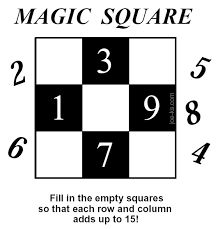 MAGIC SQUARE
2 3 5
1 9 8
6 7 4
Fill in the empty squares
so that each row and column
adds up to 15!